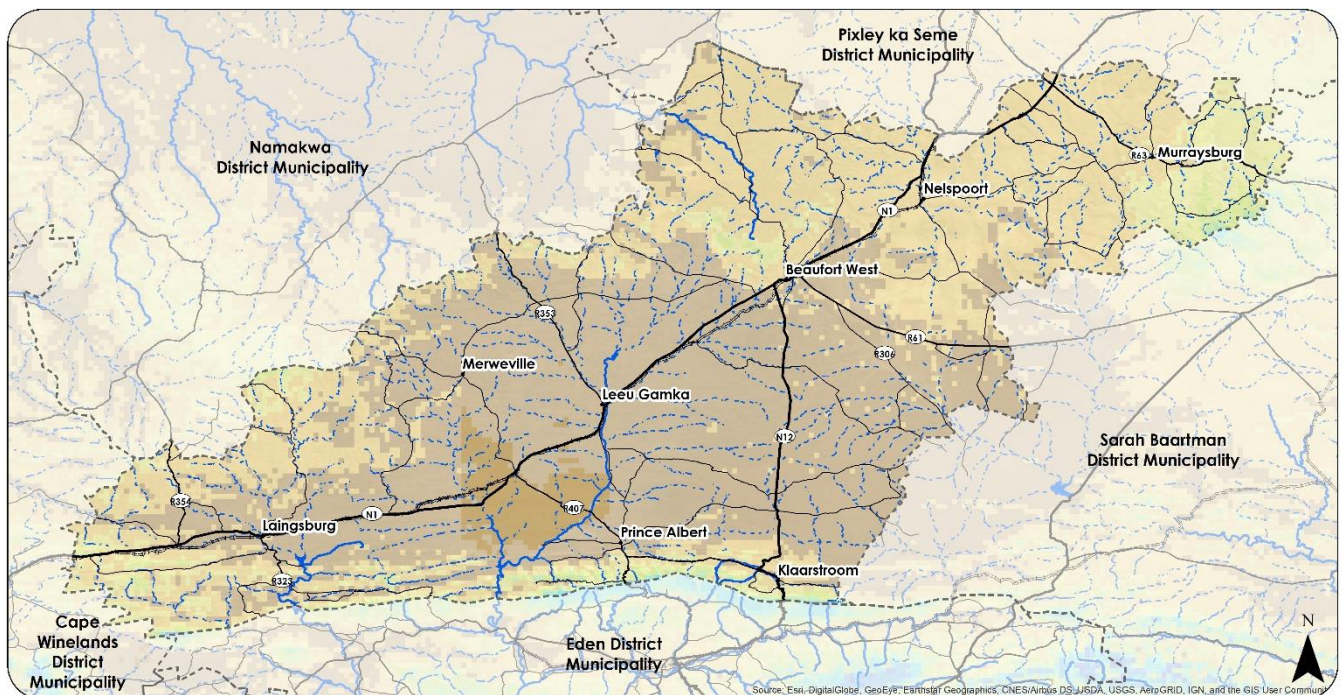 Pixley ka Seme
District Municipality
Namakwa
District Municipality
R63
Murraysburg
Nelspoort
N1
Beaufort West
R353
R61
R306
Merweville
Leeu Gamka
N12
Sarah Baartman
District Municipality
R354
N1
R407
Laingsburg
Prince Albert
Klaarstroom
R323
Cape
Winelands
District
Municipality
Eden District
Municipality
N
Source: Esri, DigitalGlobe, GeoEye, Earthstar Geographics, CNES/Airbus DS, USDA, USGS, AeroGRID, IGN, and the GIS User Commun